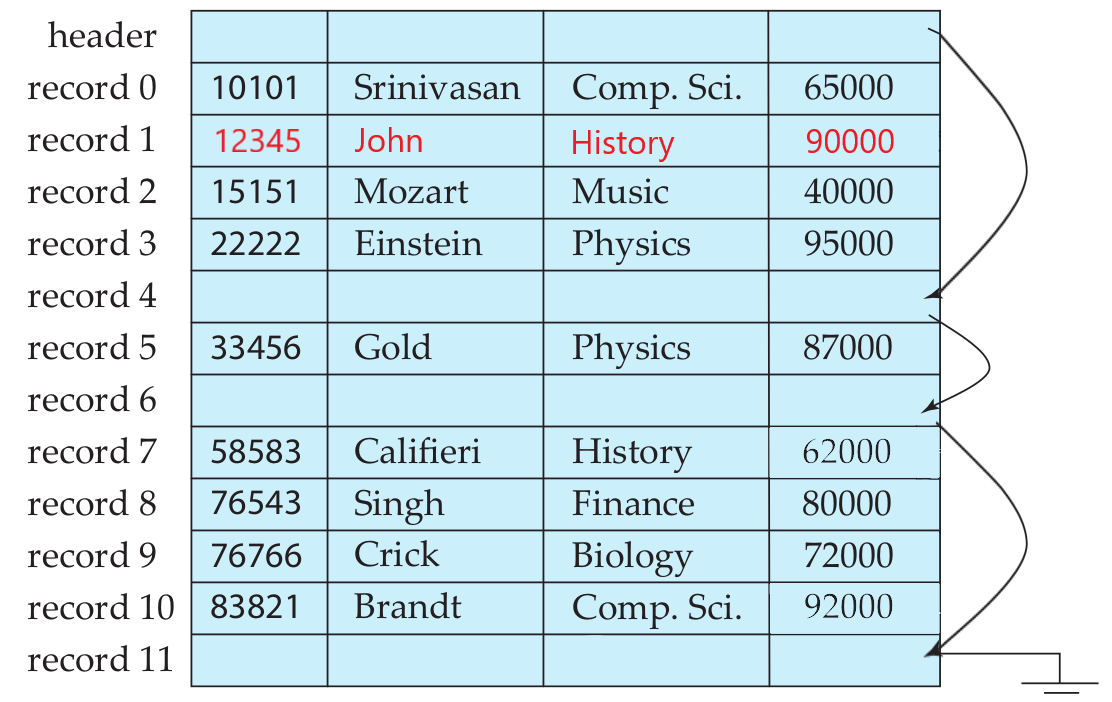 header
record 0 10101 Srinivasan Comp. Sci. 65000
record 1 12345 John History 90000
record 2 15151 Mozart Music 40000
record 3 22222 Einstein Physics 95000
record 4
record 5 33456 Gold Physics 87000
record 6
record 7 58583 Califieri History 62000
record 8 76543 Singh Finance 80000
record 9 76766 Crick Biology 72000
record 10 83821 Brandt Comp. Sci. 92000
record 11